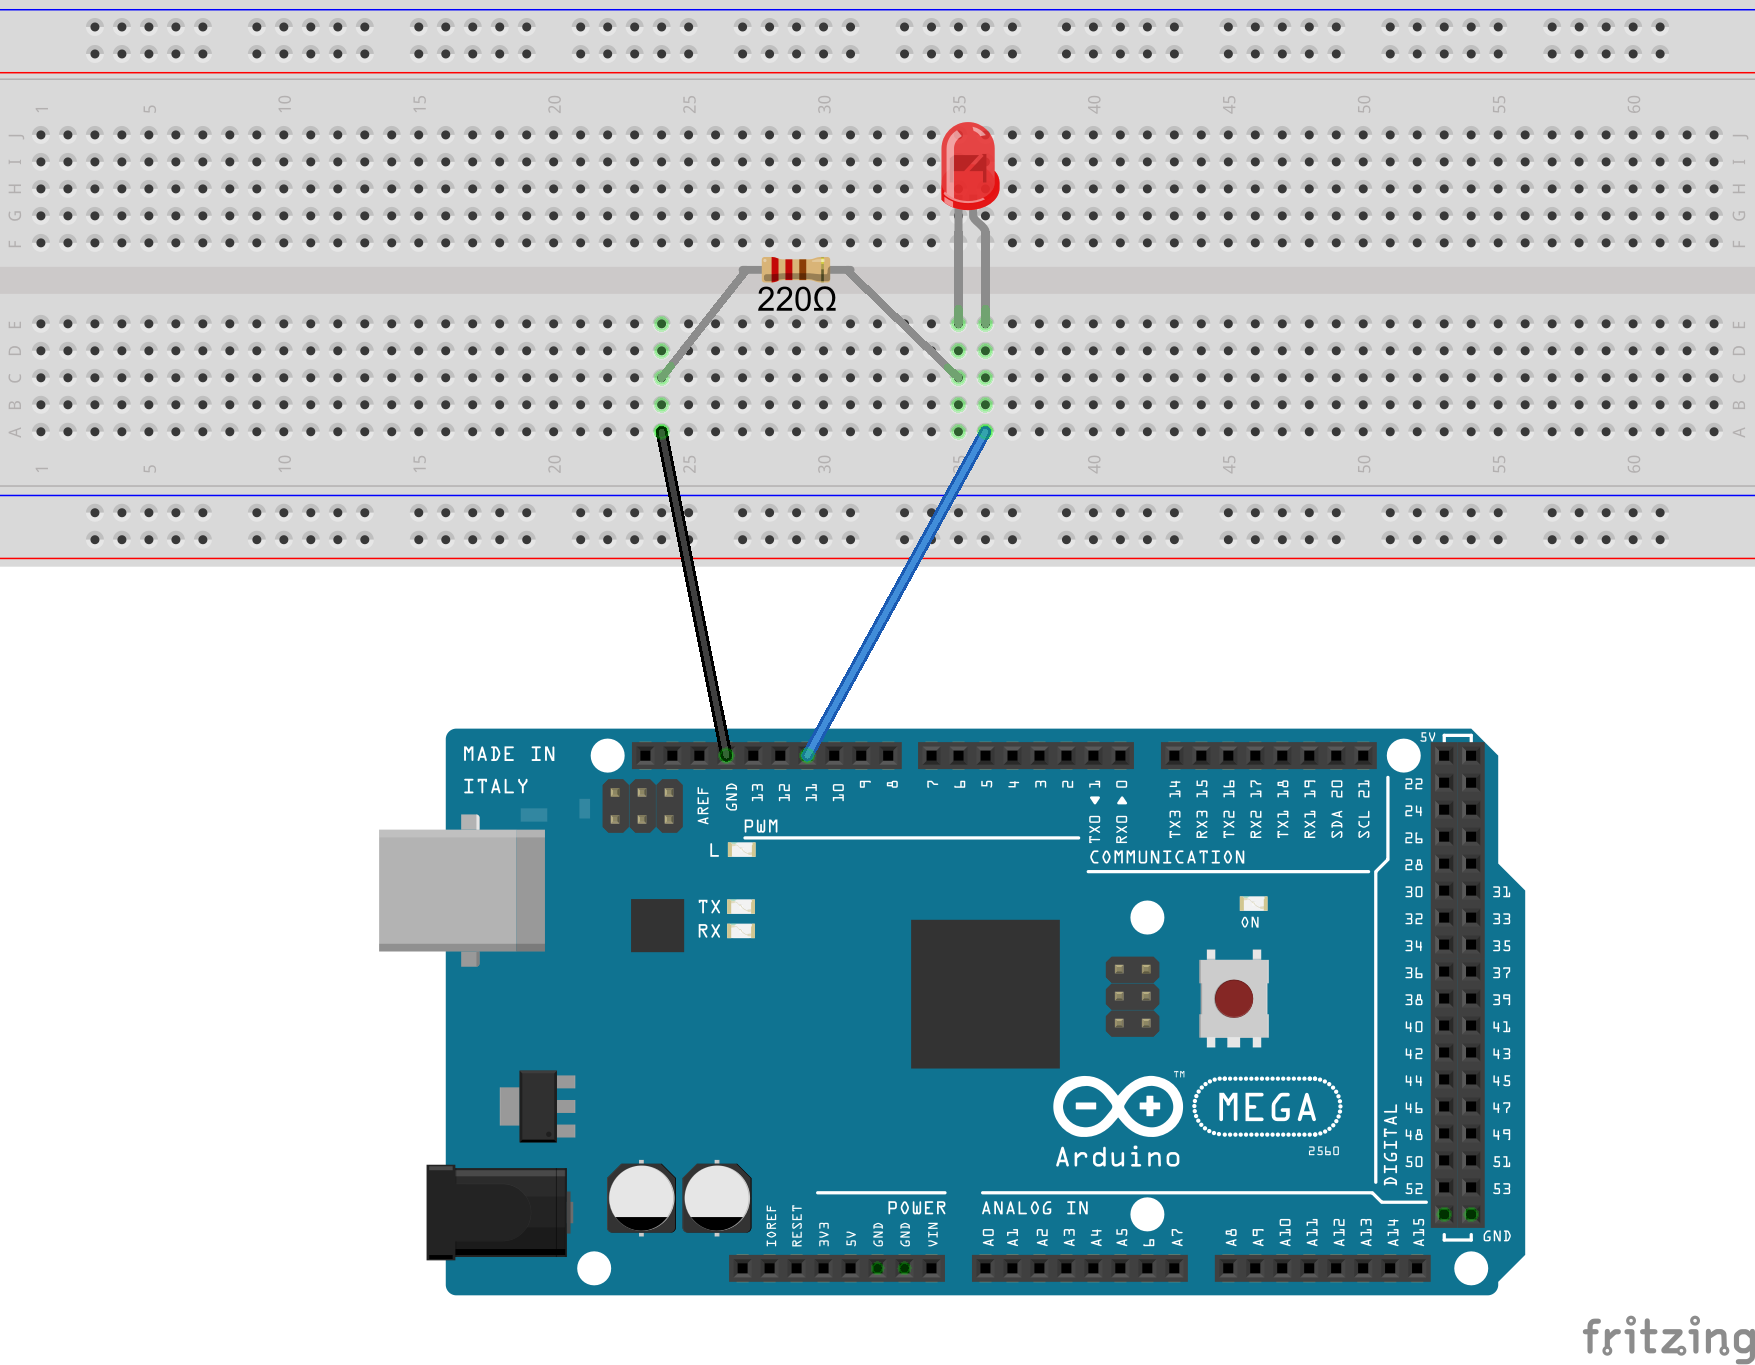 1 5 10 15 20 25 30 35 40 45 50 55 60
J J
I I
H H
G G
F F
220Ω
E E
D D
C C
B B
A A
1 5 10 15 20 25 30 35 40 45 50 55 60
MADE IN
ITALY
AREF GND 13 12 11 10 9 8 7 6 5 4 3 2 TX0 1 RX0 0 TX3 14 RX3 15 TX2 16 RX2 17 TX1 18 RX1 19 SDA 20 SCL 21
5V
PWM
COMMUNICATION
L
TX
RX
ON
22
24
26
28
30 31
32 33
34 35
36 37
38 39
40 41
42 43
44 45
46 47
48 49
50 51
52 53
GND
DIGITAL
TM
MEGA
2560
Arduino
POWER
ANALOG IN
IOREF RESET 3V3 5V GND GND VIN A0 A1 A2 A3 A4 A5 6 A7 A8 A9 A10 A11 A12 A13 A14 A15
fritzing